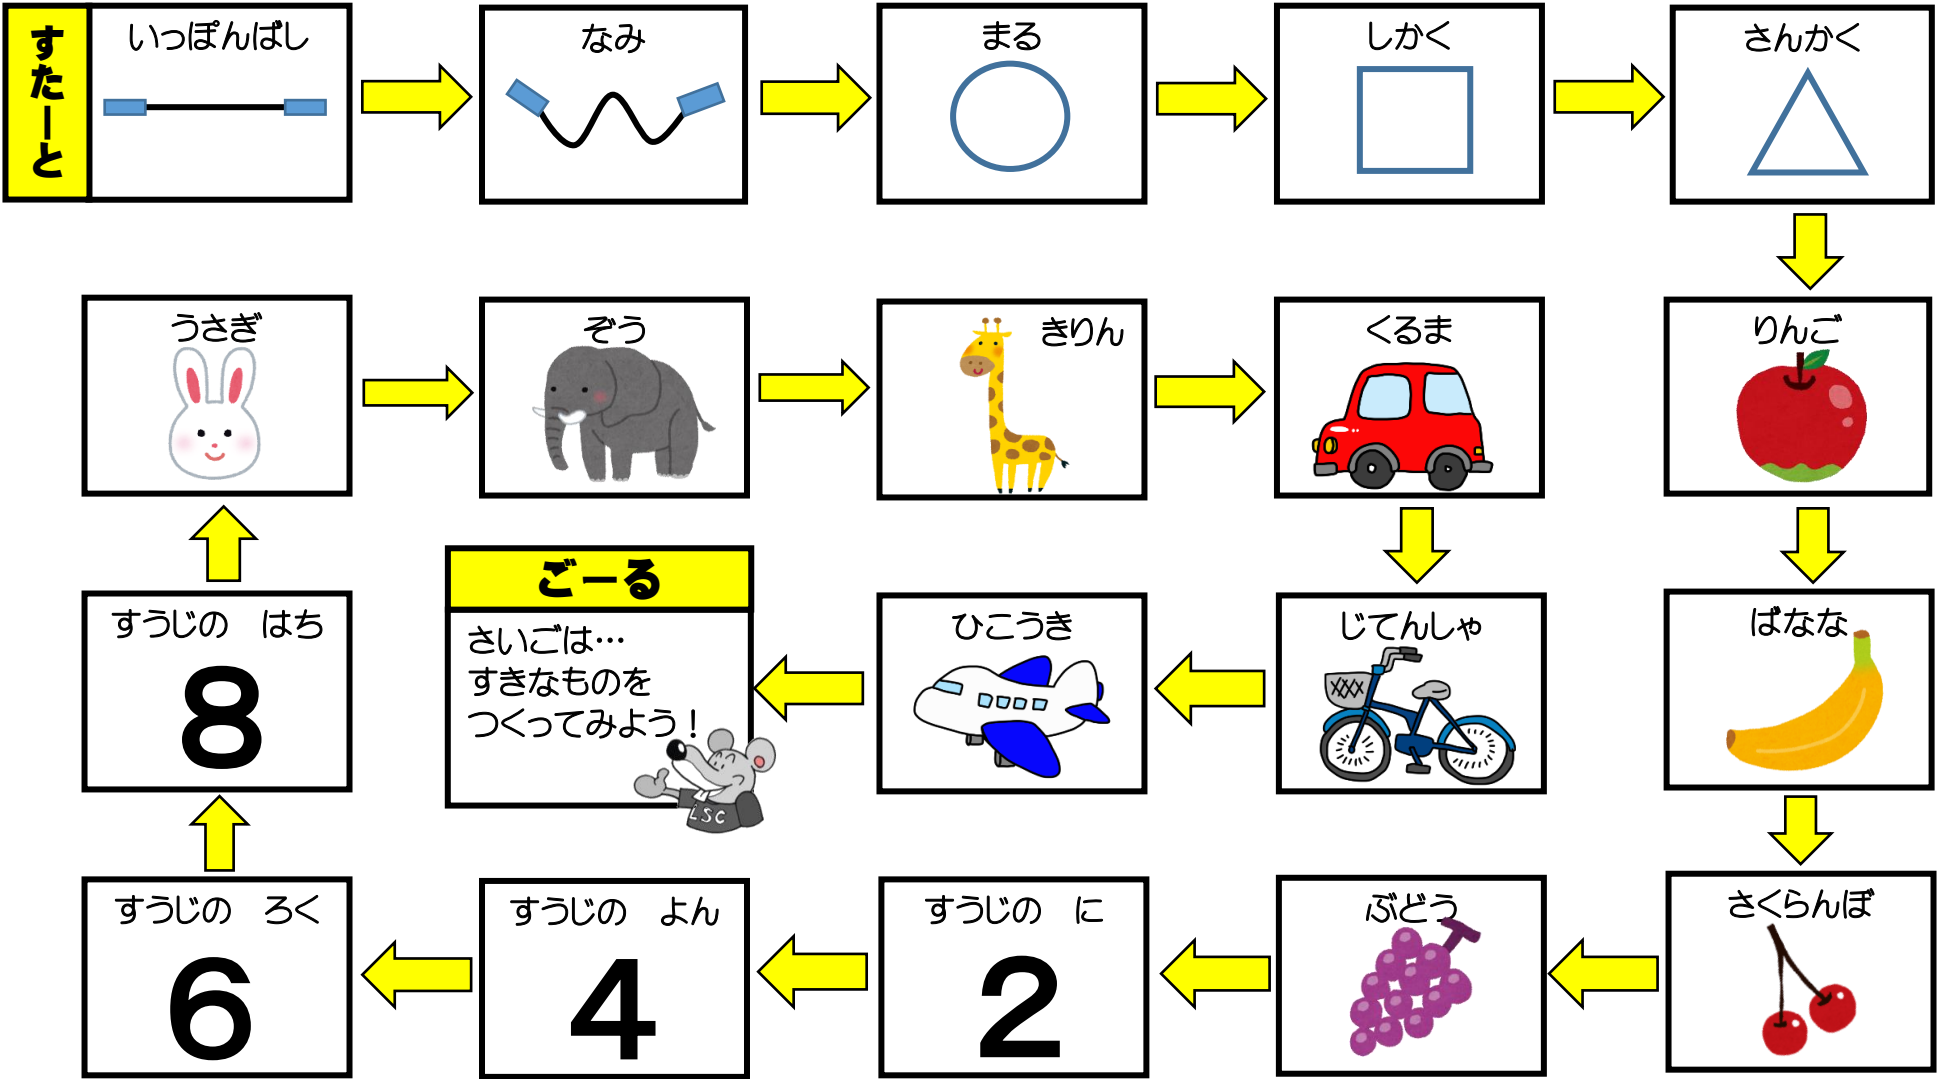 すたーと
いっぽんばし
なみ
まる
しかく
さんかく
りんご
ばなな
さくらんぼ
ぶどう
すうじの　に
2
すうじの　よん
4
すうじの　ろく
6
すうじの　はち
8
うさぎ
ぞう
きりん
くるま
じてんしゃ
ひこうき
ごーる
さいごは…
すきなものを
つくってみよう！
LSC